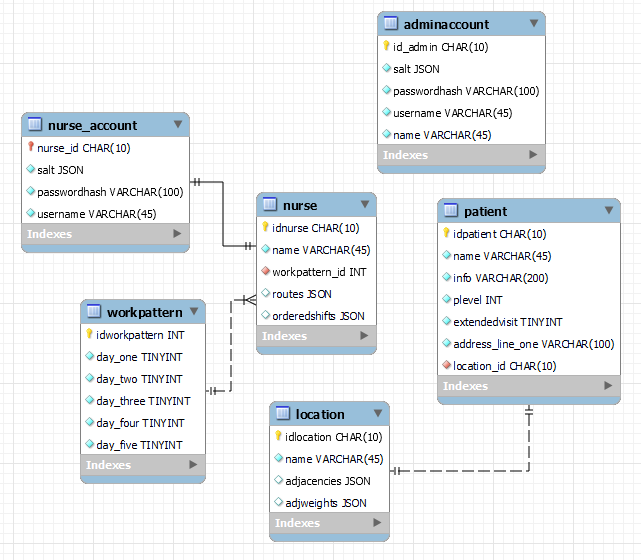 adminaccount
id_admin CHAR(10)
salt JSON
passwordhash VARCHAR(100)
username VARCHAR(45)
name VARCHAR(45)
Indexes
nurse_account
nurse_id CHAR(10)
salt JSON
passwordhash VARCHAR(100)
username VARCHAR(45)
Indexes
nurse
idnurse CHAR(10)
name VARCHAR(45)
workpattern_id INT
routes JSON
orderedshifts JSON
Indexes
patient
idpatient CHAR(10)
name VARCHAR(45)
info VARCHAR(200)
plevel INT
extendedvisit TINYINT
address_line_one VARCHAR(100)
location_id CHAR(10)
Indexes
workpattern
idworkpattern INT
day_one TINYINT
day_two TINYINT
day_three TINYINT
day_four TINYINT
day_five TINYINT
Indexes
location
idlocation CHAR(10)
name VARCHAR(45)
adjacencies JSON
adjweights JSON
Indexes